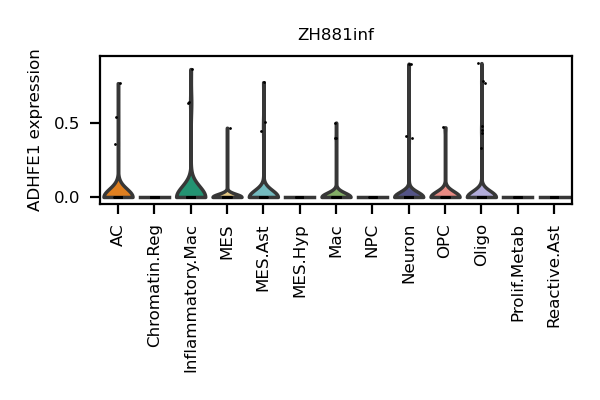 ZH881inf
ADHFE1 expression
0.5
0.0
AC
Chromatin.Reg
Inflammatory.Mac
MES
MES.Ast
MES.Hyp
Mac
NPC
Neuron
OPC
Oligo
Prolif.Metab
Reactive.Ast